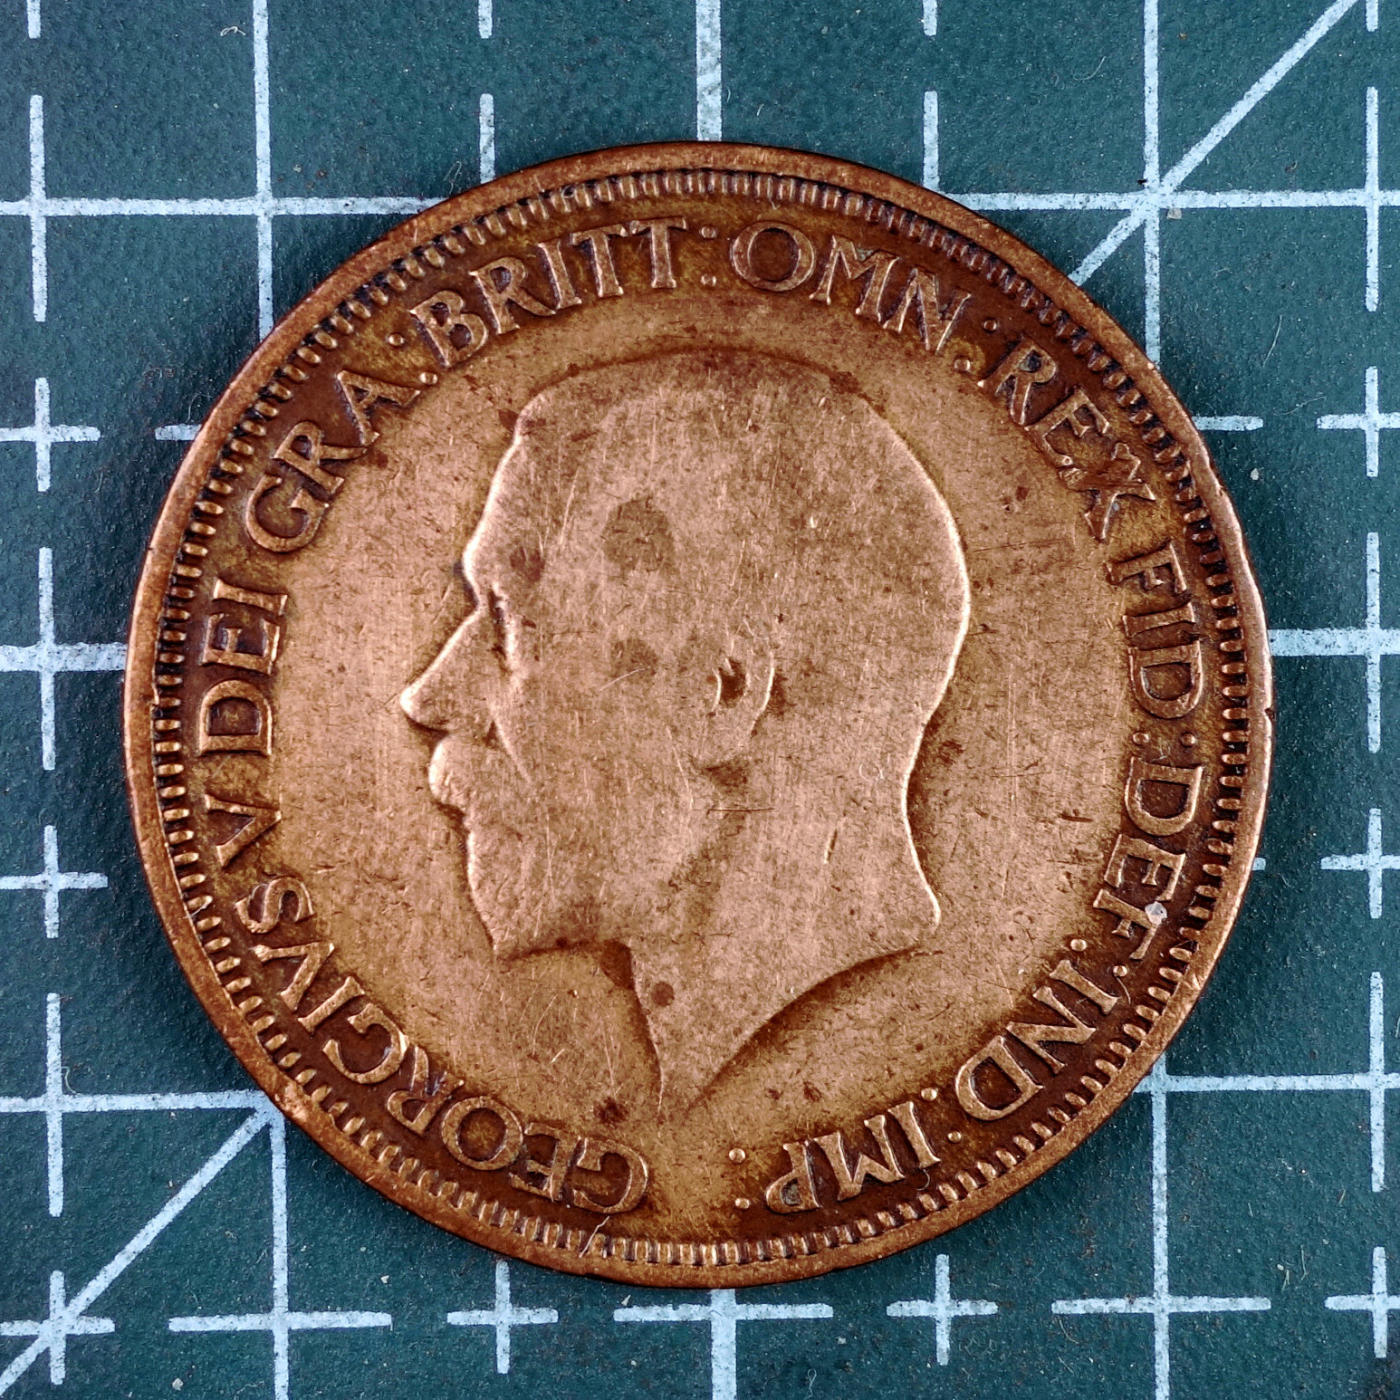 GEORGIVS V DEI GRA: BRITT: OMN: REX FID: DEF: IND: IMP: